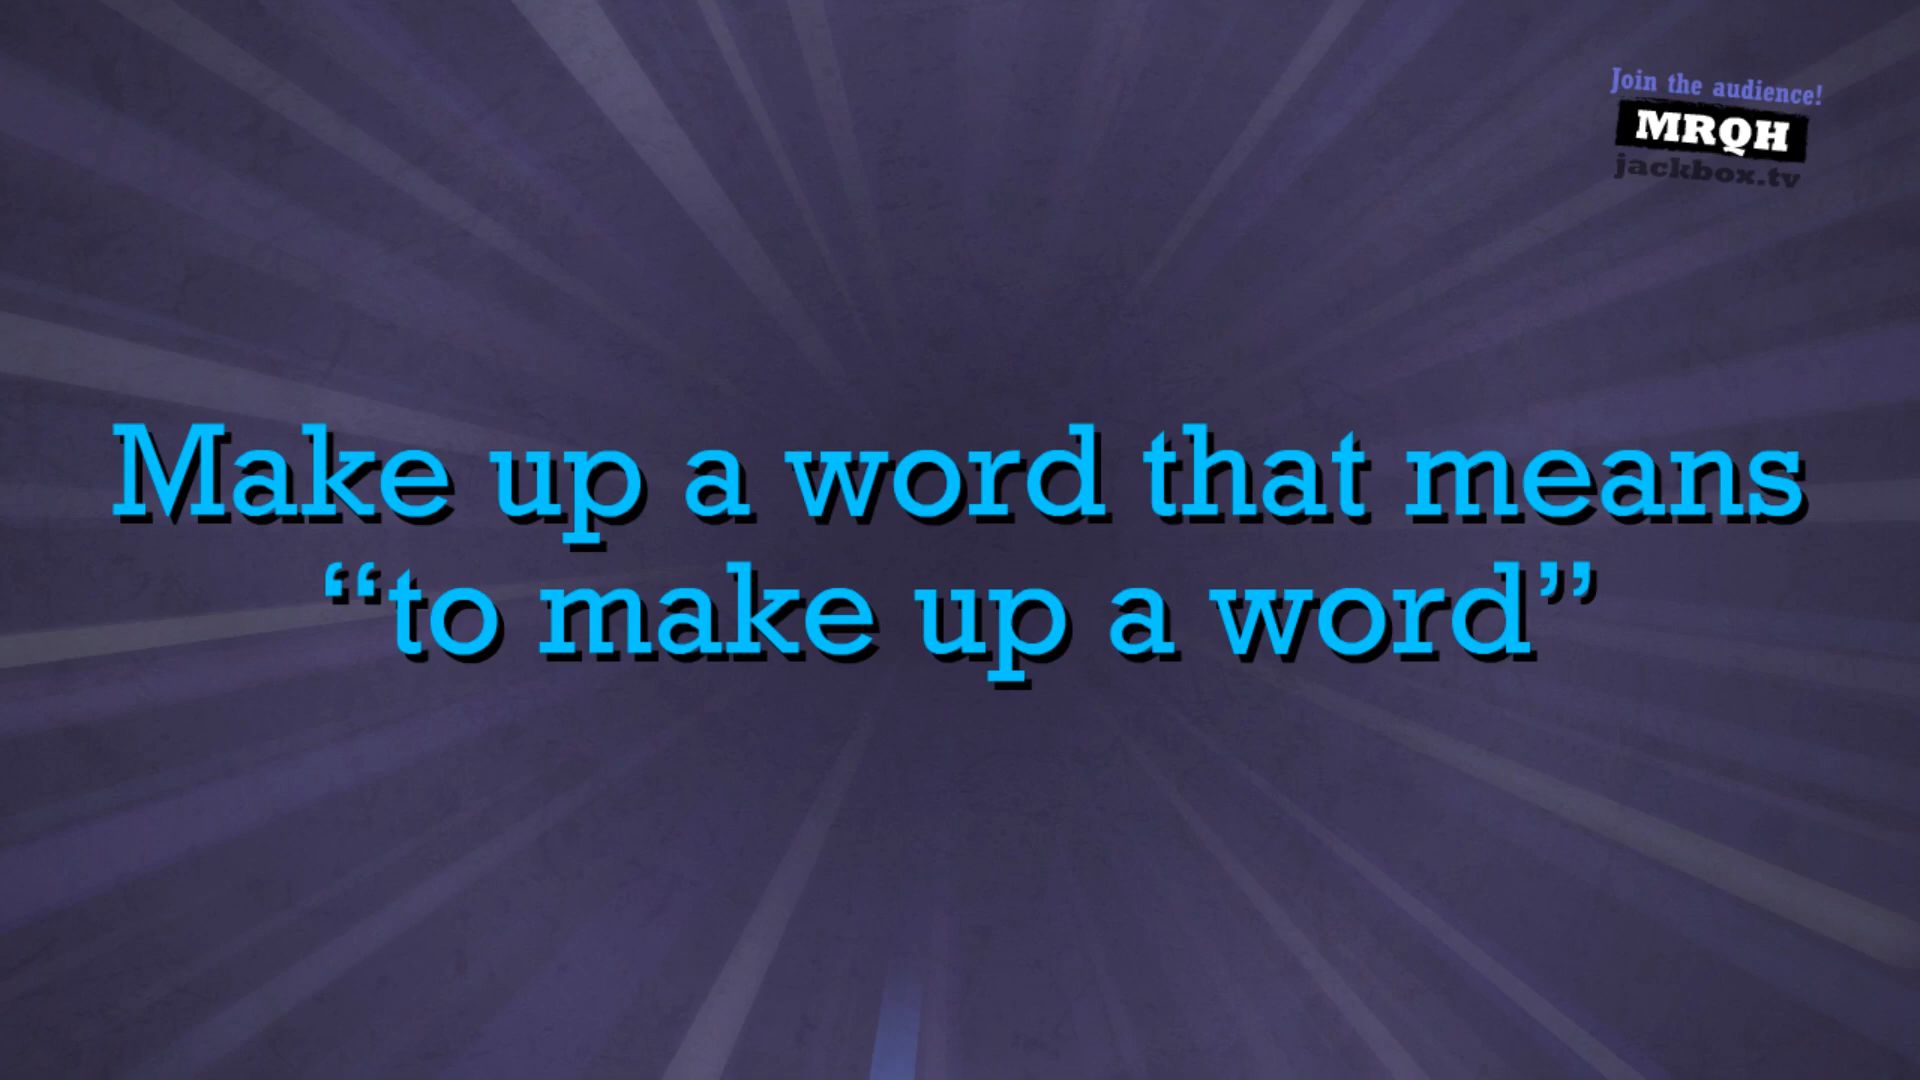 Join the audience!
MRQH
jackbox.tv
Make up a word that means
“to make up a word”